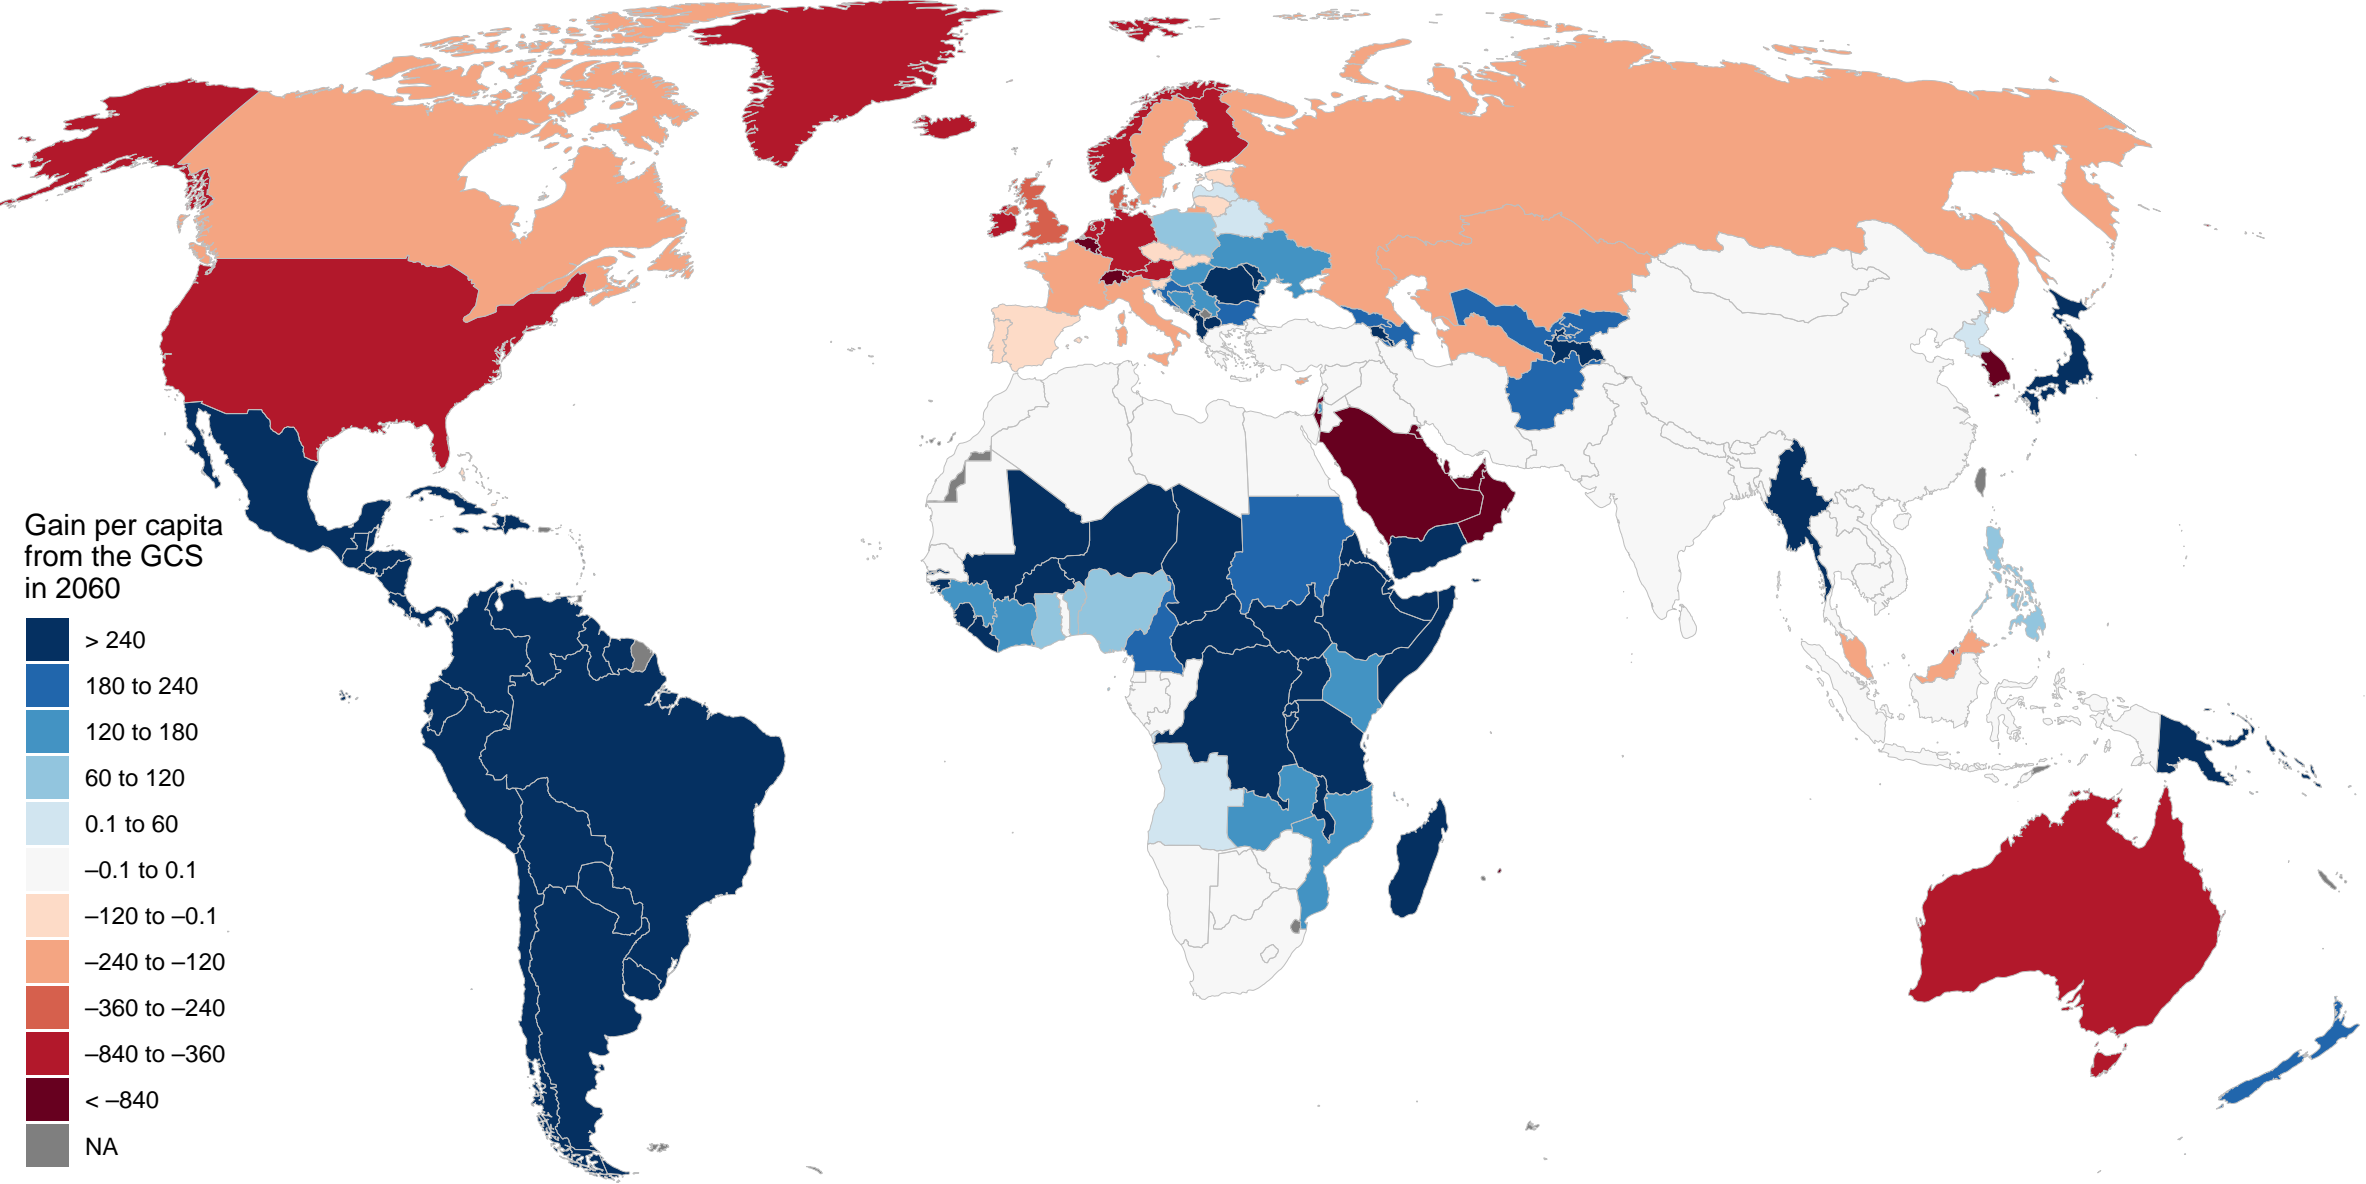 Gain per capita
from the GCS
in 2060
> 240
180 to 240
120 to 180
60 to 120
0.1 to 60
–0.1 to 0.1
–120 to –0.1
–240 to –120
–360 to –240
–840 to –360
< –840
NA